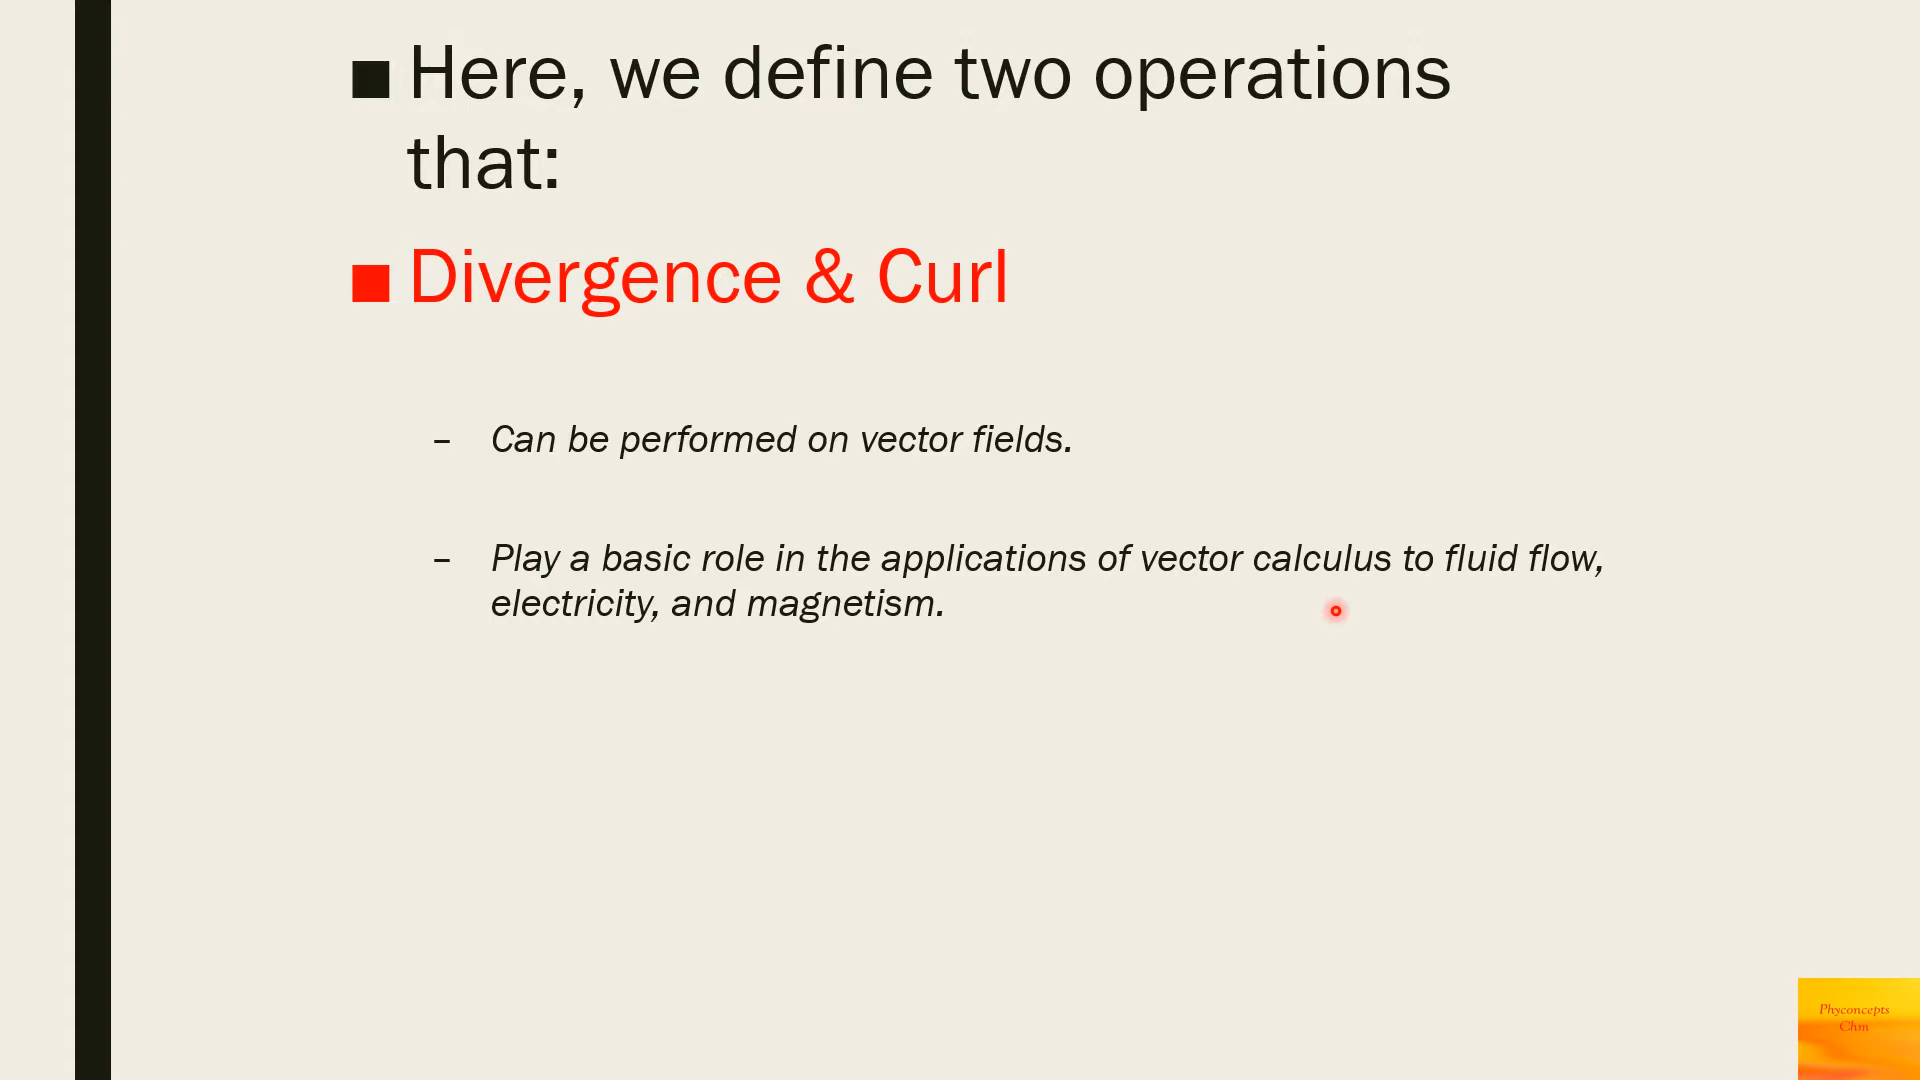 ■ Here, we define two operations
that:
■ Divergence & Curl
– Can be performed on vector fields.
– Play a basic role in the applications of vector calculus to fluid flow,
electricity, and magnetism.
Phyconcepts
Chm